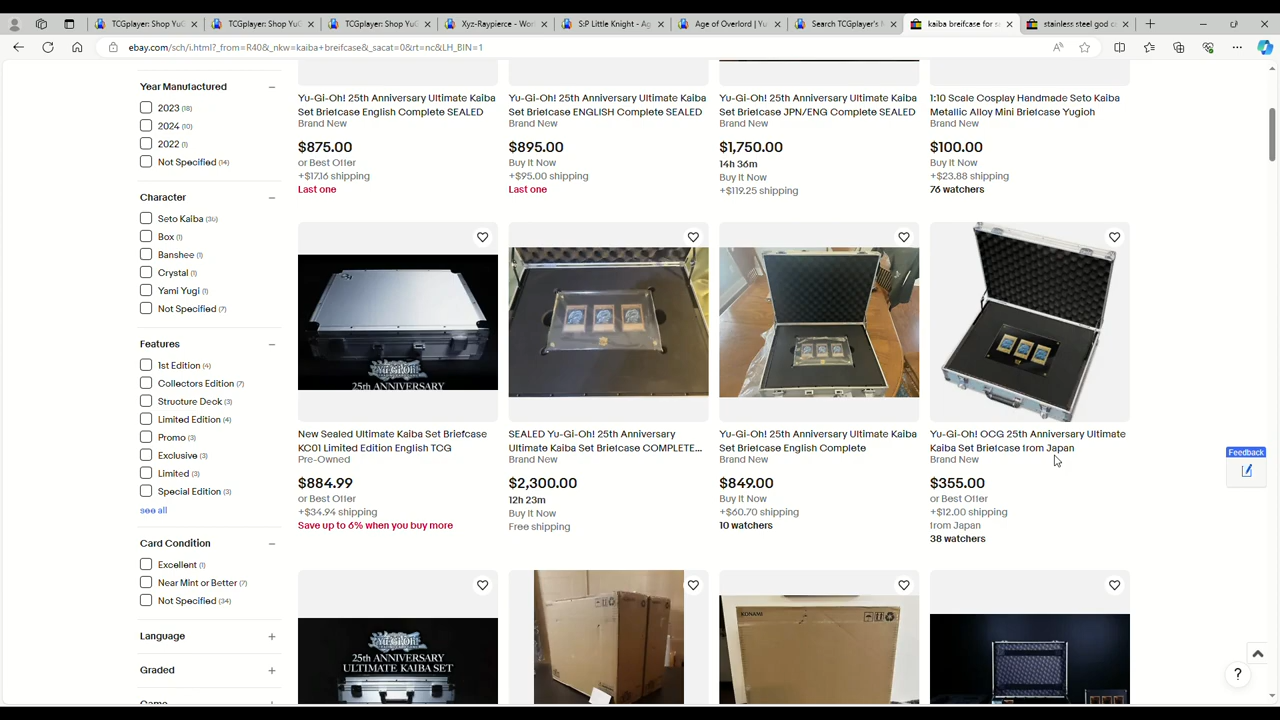 TCGplayer: Shop YuG
TCGplayer: Shop YuG
TCGplayer: Shop YuG
Xyz-Raypierce - Wor
S:P Little Knight - Ag
Age of Overlord | Yu
Search TCGplayer's
kaiba breifcase for s
stainless steel god c
ebay.com/sch/i.html?_from=R40&_nkw=kaiba+breifcase&_sacat=0&rt=nc&LH_BIN=1
Year Manufactured
2023 (18)
2024 (10)
2022 (1)
Not Specified (14)
Character
Seto Kaiba
Box (1)
Banshee (1)
Crystal (1)
Yami Yugi (1)
Not Specified (7)
Features
1st Edition (4)
Collectors Edition (7)
Structure Deck (3)
Limited Edition (4)
Promo (3)
Exclusive (3)
Limited (3)
Special Edition (3)
see all
Card Condition
Excellent (1)
Near Mint or Better (7)
Not Specified (34)
Language
Graded
Game
Yu-Gi-Oh! 25th Anniversary Ultimate Kaiba
Set Briefcase English Complete SEALED
Brand New
$875.00
or Best Offer
+$17.16 shipping
Last one
Yu-Gi-Oh! 25th Anniversary Ultimate Kaiba
Set Briefcase ENGLISH Complete SEALED
Brand New
$895.00
Buy It Now
+$95.00 shipping
Last one
Yu-Gi-Oh! 25th Anniversary Ultimate Kaiba
Set Briefcase JPN/ENG Complete SEALED
Brand New
$1,750.00
14h 36m
Buy It Now
+$119.25 shipping
1:10 Scale Cosplay Handmade Seto Kaiba
Metallic Alloy Mini Briefcase Yugioh
Brand New
$100.00
Buy It Now
+$23.88 shipping
76 watchers
YU-GI-OH!
25TH ANNIVERSARY
New Sealed Ultimate Kaiba Set Briefcase
KC01 Limited Edition English TCG
Pre-Owned
$884.99
or Best Offer
+$34.94 shipping
Save up to 6% when you buy more
SEALED Yu-Gi-Oh! 25th Anniversary
Ultimate Kaiba Set Briefcase COMPLETE...
Brand New
$2,300.00
12h 23m
Buy It Now
Free shipping
Yu-Gi-Oh! 25th Anniversary Ultimate Kaiba
Set Briefcase English Complete
Brand New
$849.00
Buy It Now
+$60.70 shipping
10 watchers
Yu-Gi-Oh! OCG 25th Anniversary Ultimate
Kaiba Set Briefcase from Japan
Brand New
$355.00
or Best Offer
+$12.00 shipping
from Japan
38 watchers
Feedback
YU-GI-OH!
25TH ANNIVERSARY
ULTIMATE KAIBA SET
KONAMI
?